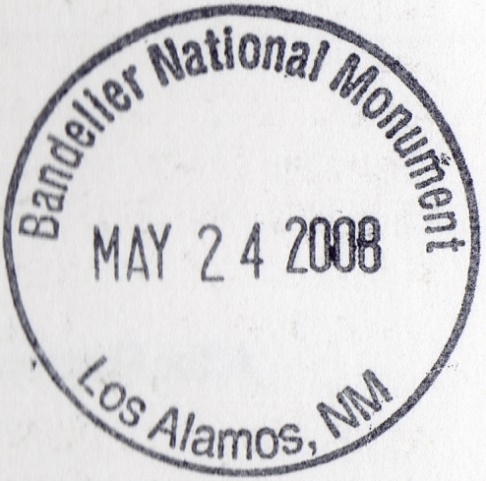 Bandelier National Monument
MAY 24 2008
Los Alamos, NM